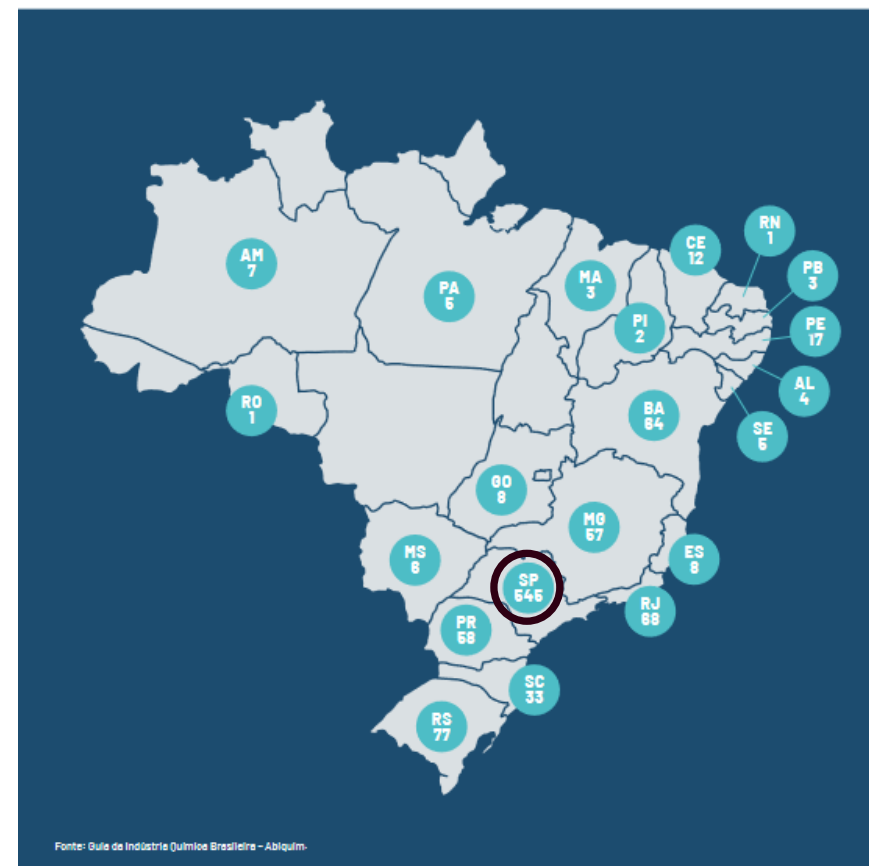 RN
1
CE
12
AM
7
PB
3
MA
3
PA
5
PI
2
PE
17
AL
4
RO
1
BA
64
SE
5
GO
8
MG
57
MS
6
ES
8
SP
545
RJ
68
PR
58
SC
33
RS
77
Fonte: Guia da Indústria Química Brasileira – Abiquim.